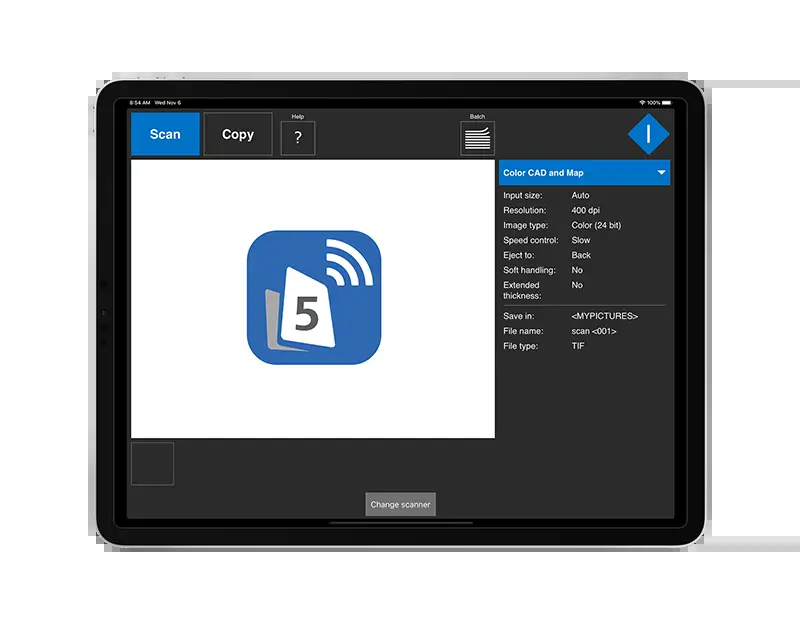 8:54 AM Wed Nov 6
100%
Scan
Copy
Help
?
Batch
Color CAD and Map
Input size: Auto
Resolution: 400 dpi
Image type: Color (24 bit)
Speed control: Slow
Eject to: Back
Soft handling: No
Extended No
thickness:
Save in: <MYPICTURES>
File name: scan <001>
File type: TIF
5
Change scanner